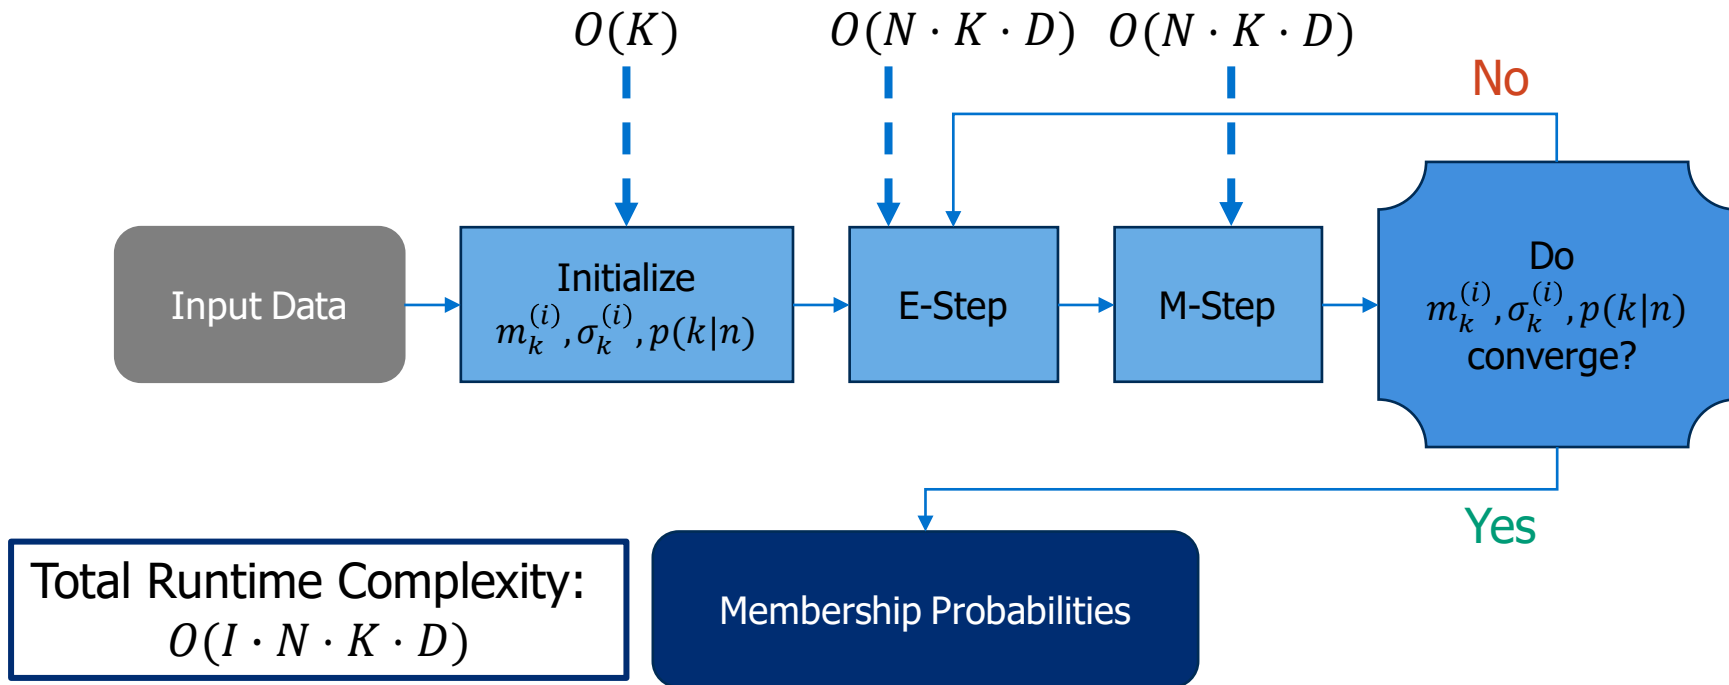 O(K)
O(N · K · D)
O(N · K · D)
No
Input Data
Initialize
m_k^(i), σ_k^(i), p(k|n)
E-Step
M-Step
Do
m_k^(i), σ_k^(i), p(k|n)
converge?
Yes
Total Runtime Complexity:
O(I · N · K · D)
Membership Probabilities